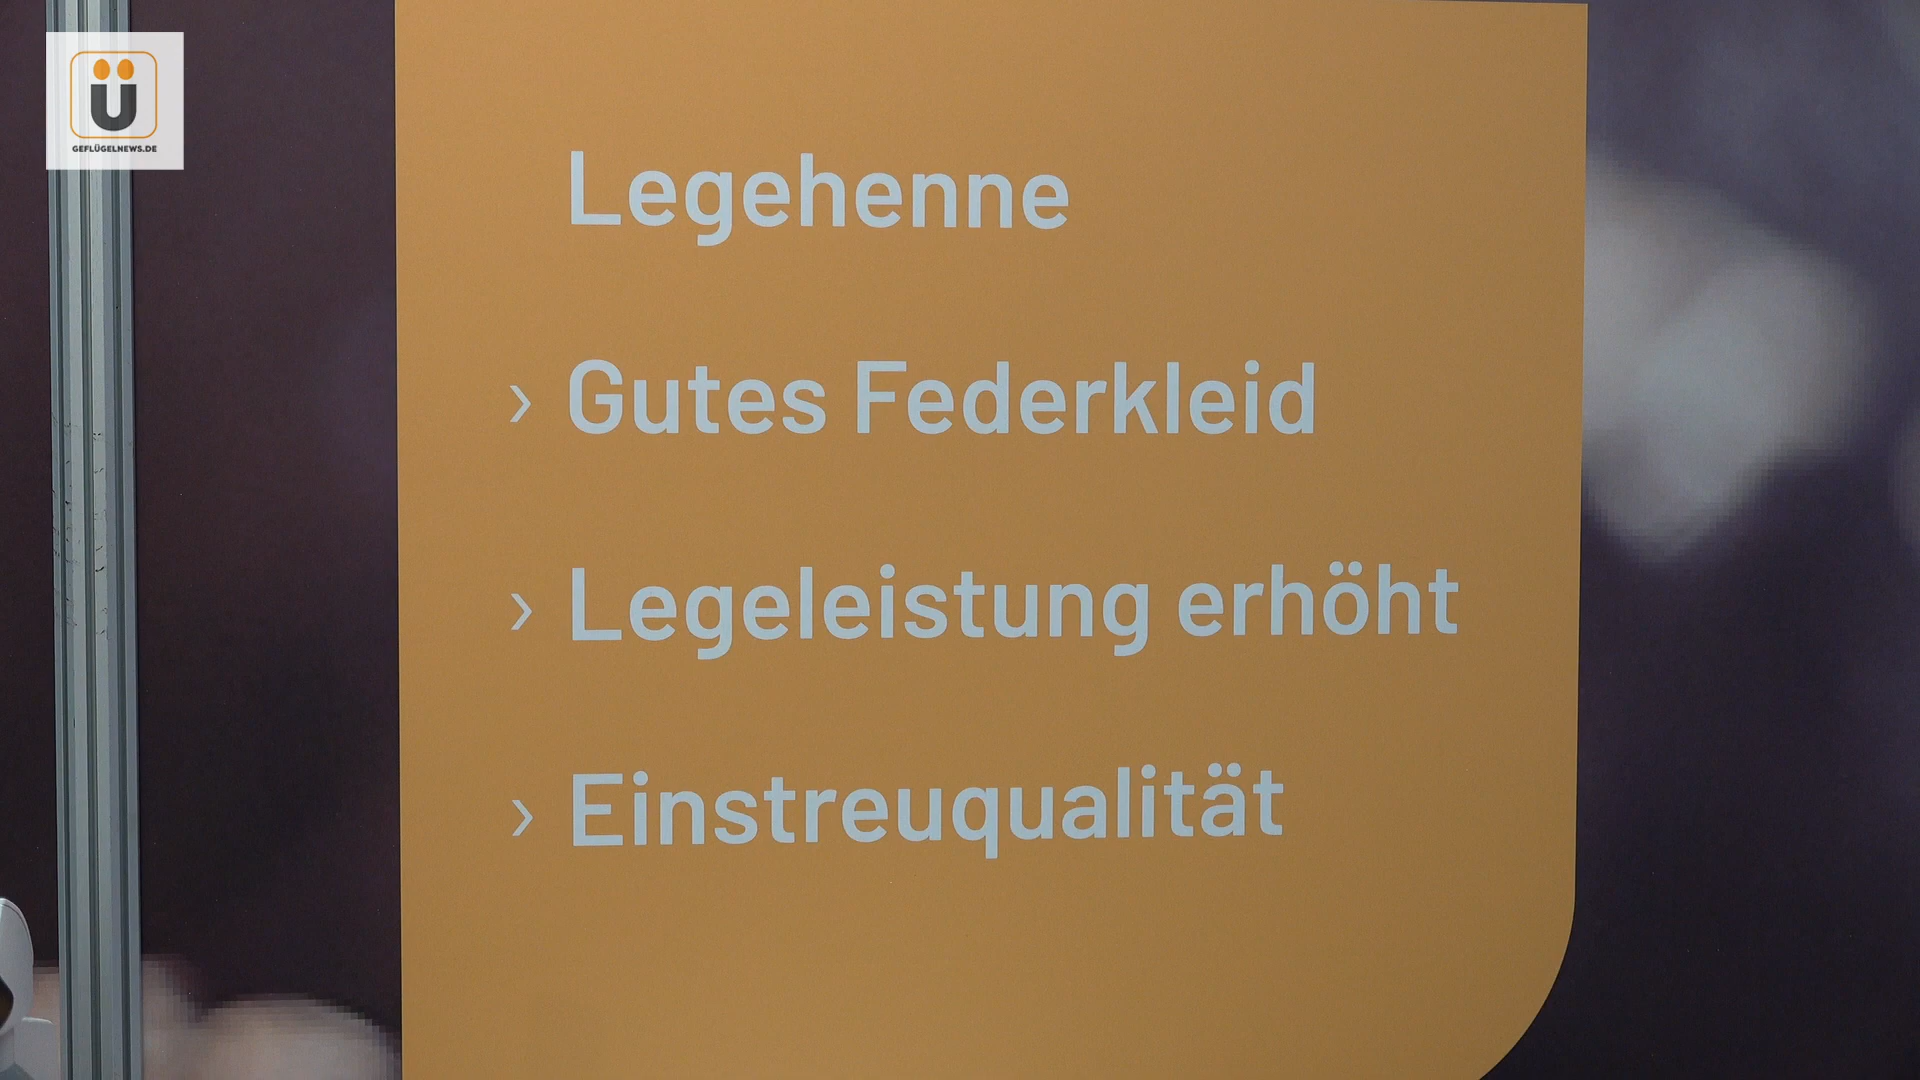 Ü
GEFLÜGELNEWS.DE
Legehenne
› Gutes Federkleid
› Legeleistung erhöht
› Einstreuqualität